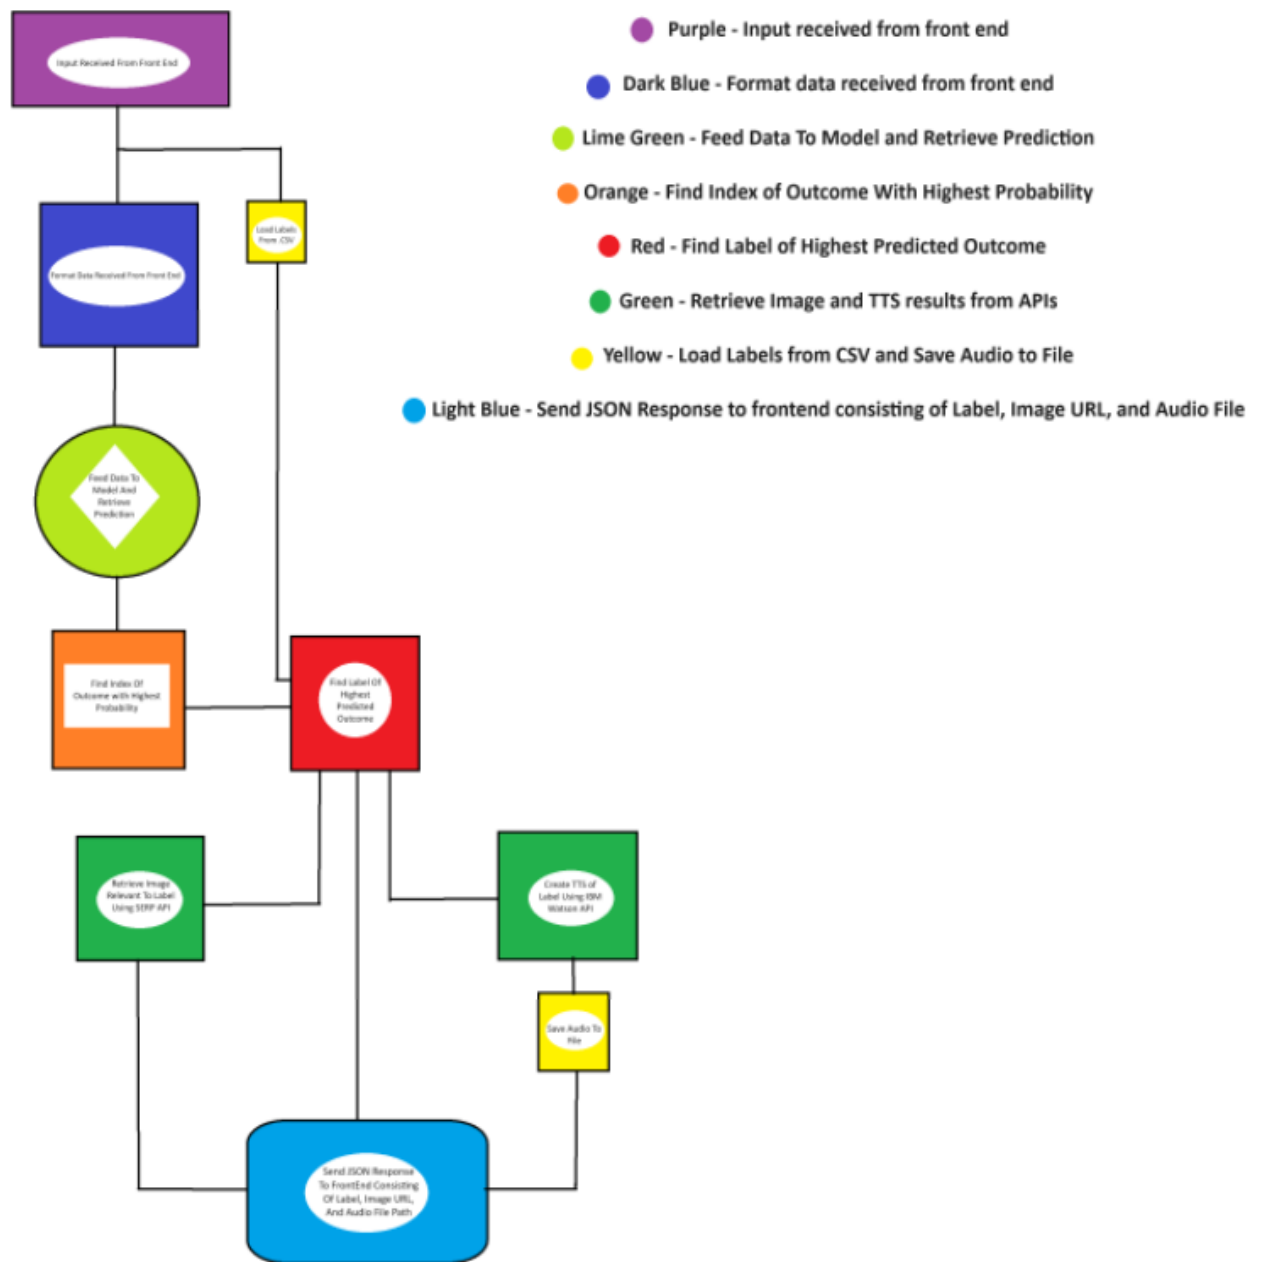 Input Received From Front End
Purple - Input received from front end
Dark Blue - Format data received from front end
Lime Green - Feed Data To Model and Retrieve Prediction
Orange - Find Index of Outcome With Highest Probability
Red - Find Label of Highest Predicted Outcome
Green - Retrieve Image and TTS results from APIs
Yellow - Load Labels from CSV and Save Audio to File
Light Blue - Send JSON Response to frontend consisting of Label, Image URL, and Audio File
Load Labels
From .CSV
Format Data Received From Front End
Feed Data To
Model And
Retrieve
Prediction
Find Index Of
Outcome with Highest
Probability
Find Label Of
Highest
Predicted
Outcome
Retrieve Image
Relevant To Label
Using SERP API
Create TTS of
Label Using IBM
Watson API
Save Audio To
File
Send JSON Response
To FrontEnd Consisting
Of Label, Image URL,
And Audio File Path